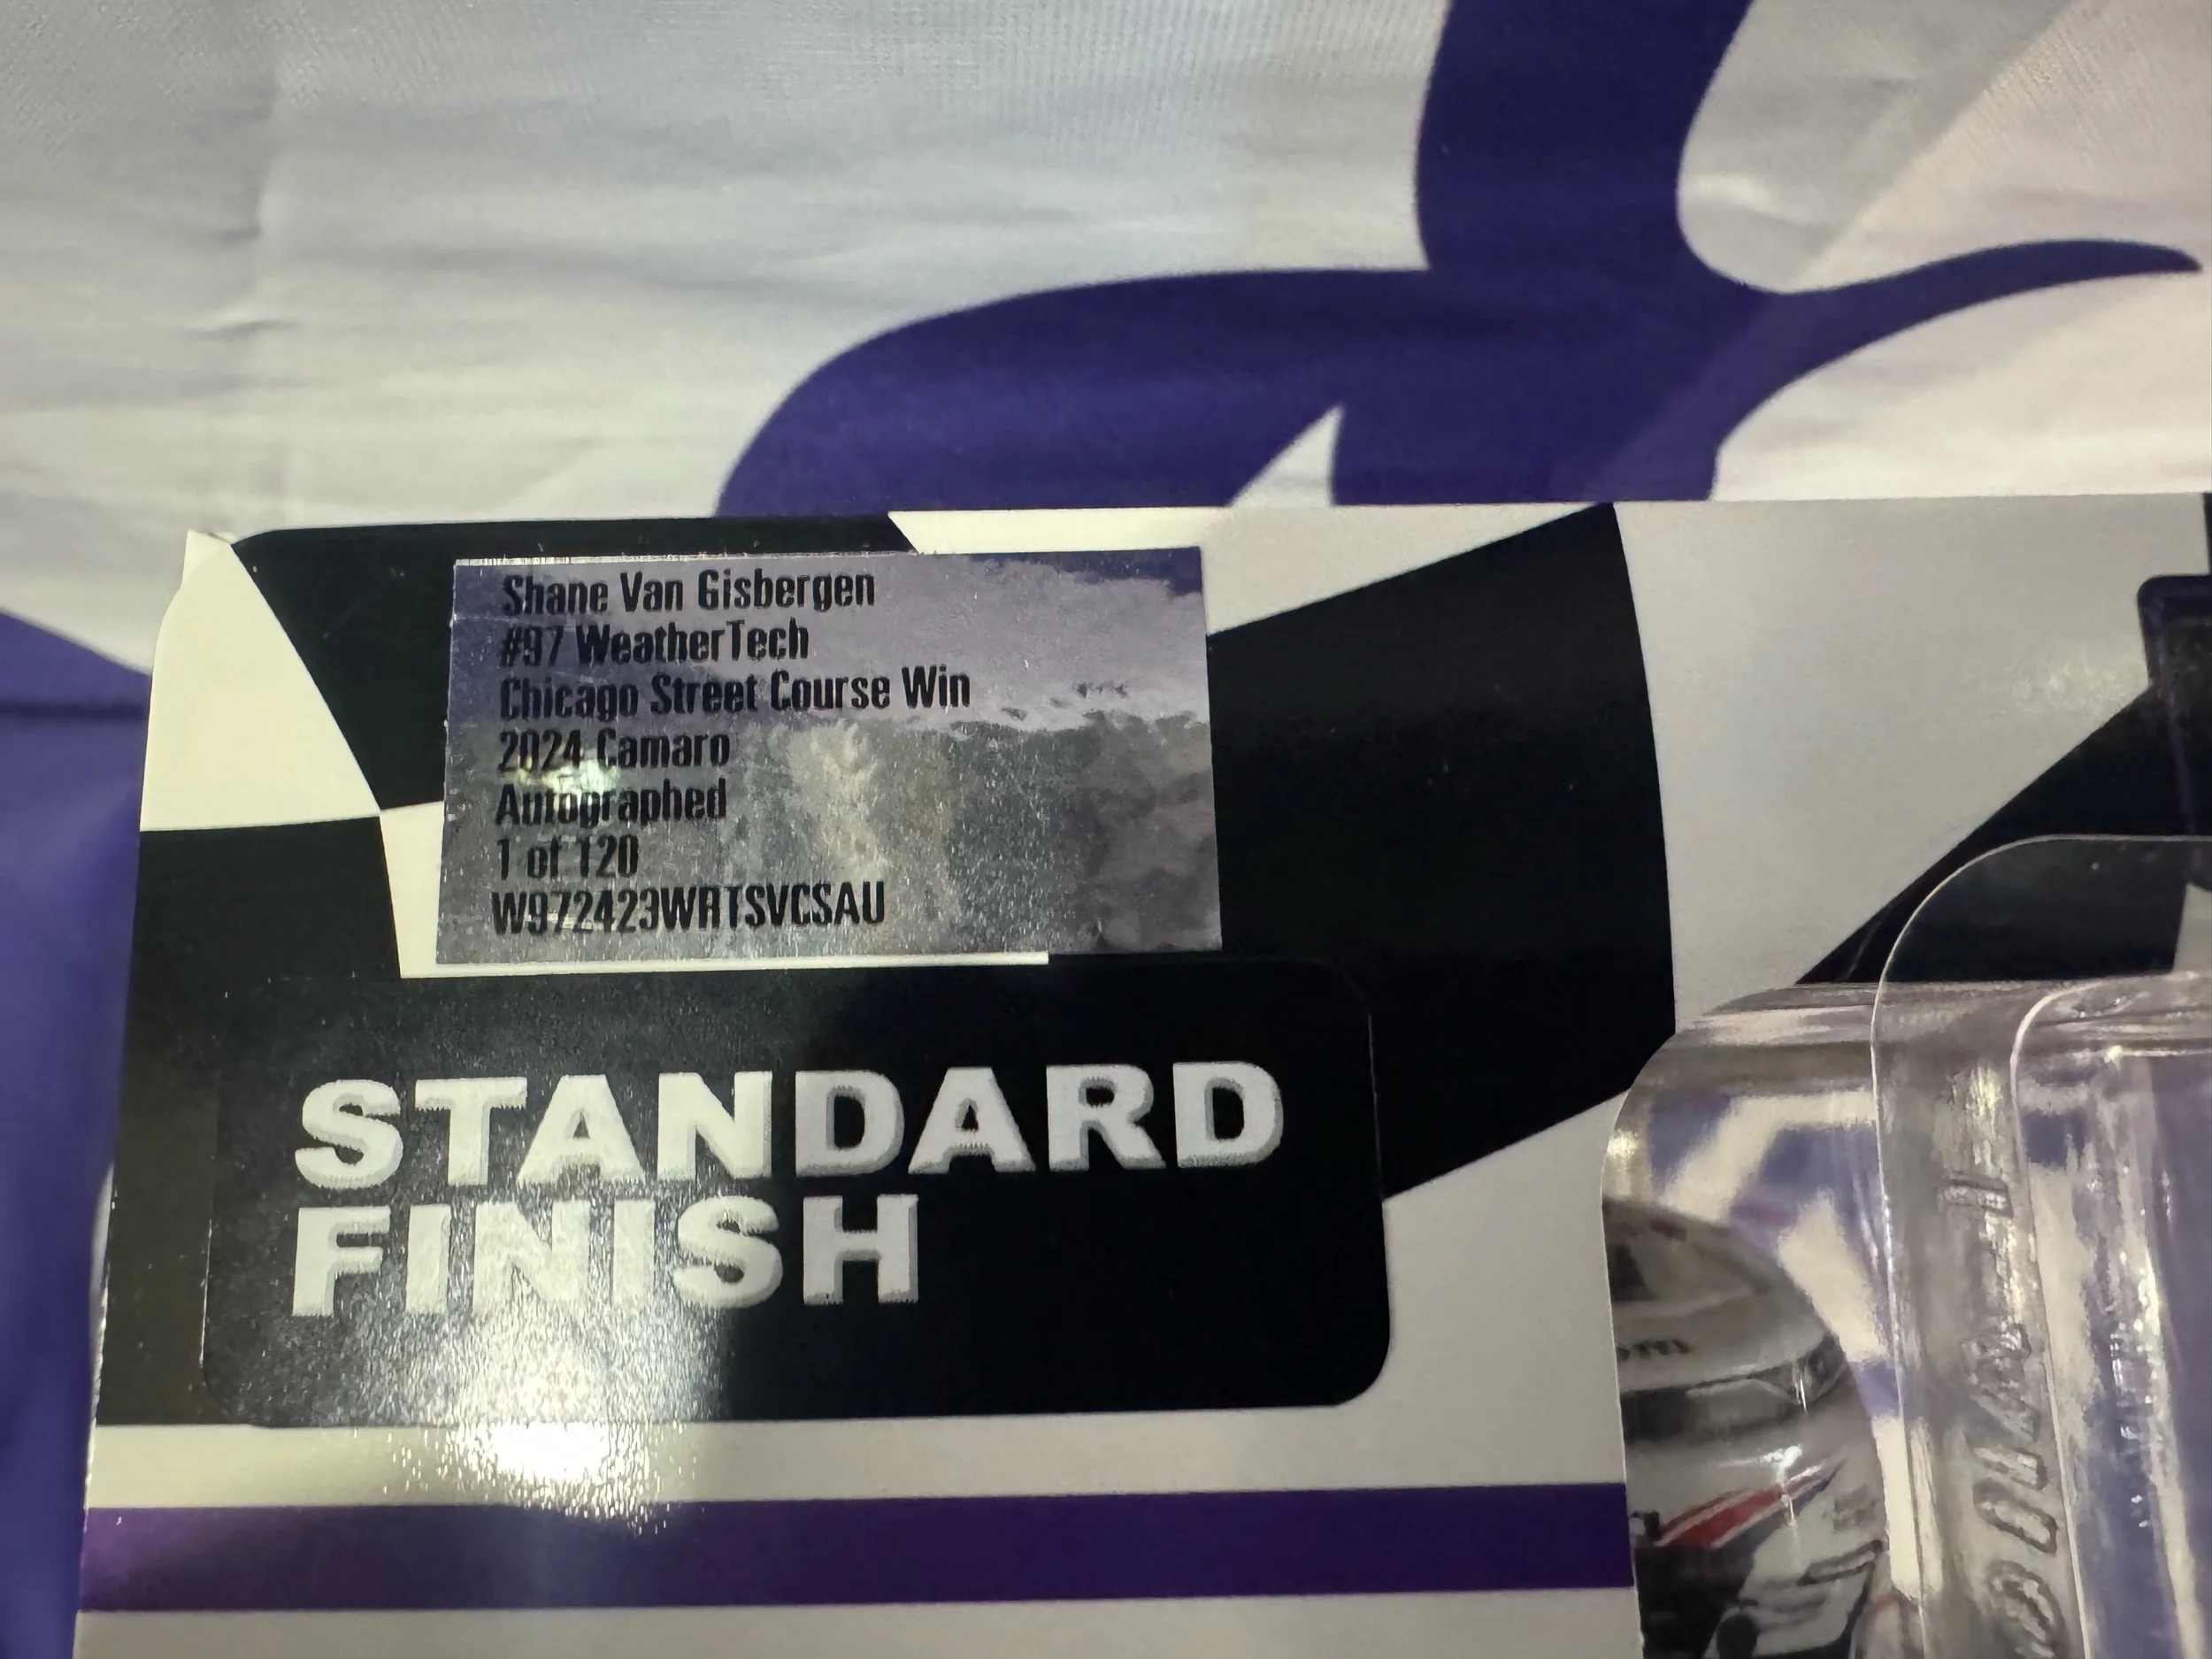 Shane Van Gisbergen
#97 WeatherTech
Chicago Street Course Win
2024 Camaro
Autographed
1 of 120
W972423WRTSVCSAU
STANDARD
FINISH